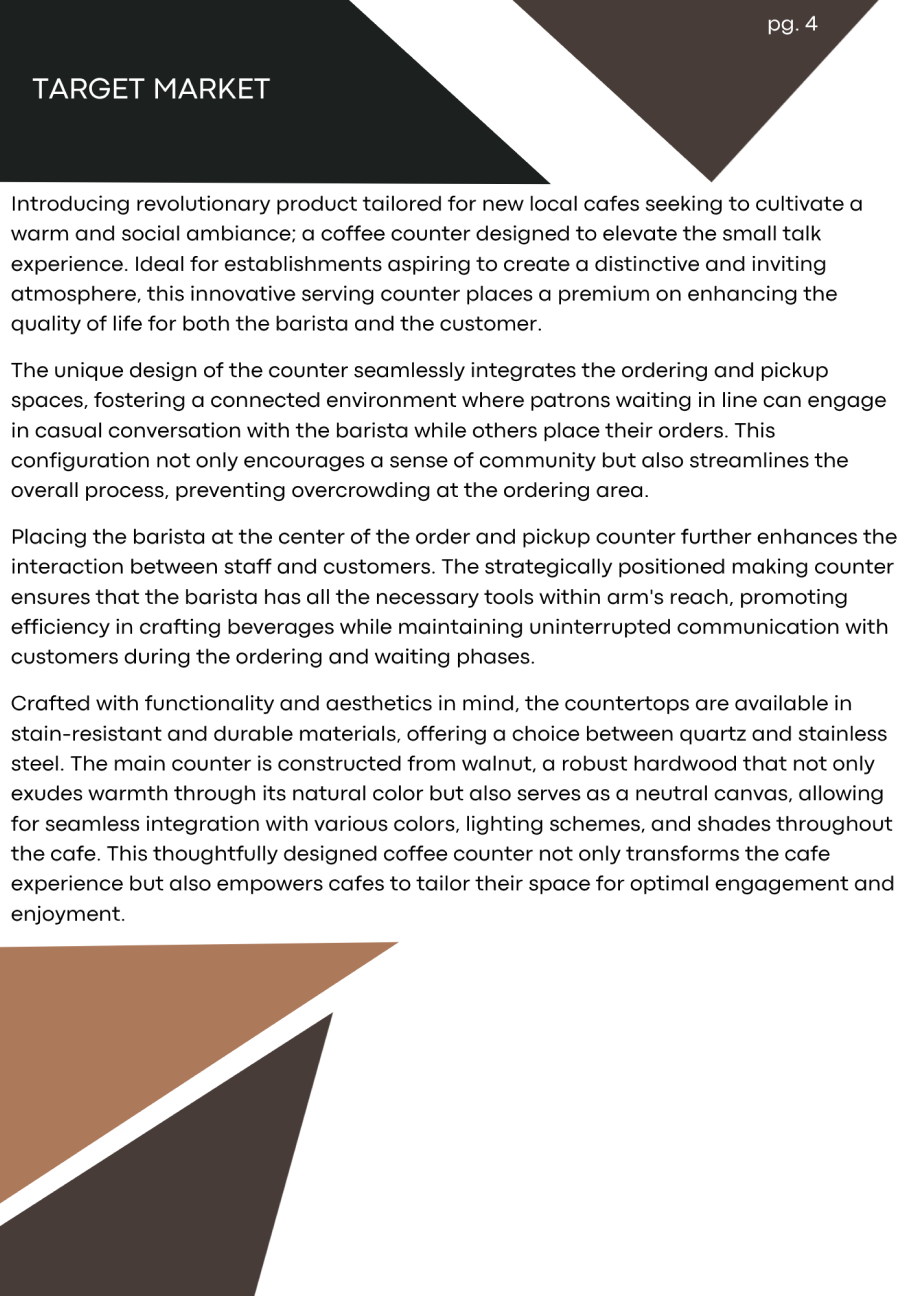 pg. 4
TARGET MARKET
Introducing revolutionary product tailored for new local cafes seeking to cultivate a
warm and social ambiance; a coffee counter designed to elevate the small talk
experience. Ideal for establishments aspiring to create a distinctive and inviting
atmosphere, this innovative serving counter places a premium on enhancing the
quality of life for both the barista and the customer.
The unique design of the counter seamlessly integrates the ordering and pickup
spaces, fostering a connected environment where patrons waiting in line can engage
in casual conversation with the barista while others place their orders. This
configuration not only encourages a sense of community but also streamlines the
overall process, preventing overcrowding at the ordering area.
Placing the barista at the center of the order and pickup counter further enhances the
interaction between staff and customers. The strategically positioned making counter
ensures that the barista has all the necessary tools within arm's reach, promoting
efficiency in crafting beverages while maintaining uninterrupted communication with
customers during the ordering and waiting phases.
Crafted with functionality and aesthetics in mind, the countertops are available in
stain-resistant and durable materials, offering a choice between quartz and stainless
steel. The main counter is constructed from walnut, a robust hardwood that not only
exudes warmth through its natural color but also serves as a neutral canvas, allowing
for seamless integration with various colors, lighting schemes, and shades throughout
the cafe. This thoughtfully designed coffee counter not only transforms the cafe
experience but also empowers cafes to tailor their space for optimal engagement and
enjoyment.